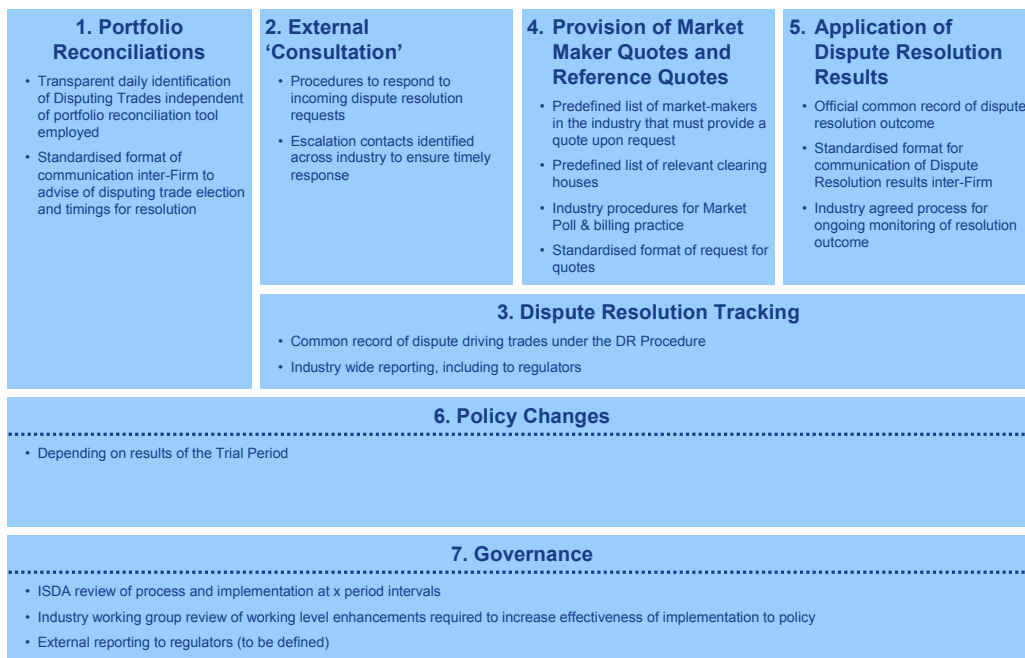 1. Portfolio
Reconciliations
• Transparent daily identification
of Disputing Trades independent
of portfolio reconciliation tool
employed
• Standardised format of
communication inter-Firm to
advise of disputing trade election
and timings for resolution
2. External
‘Consultation’
• Procedures to respond to
incoming dispute resolution
requests
• Escalation contacts identified
across industry to ensure timely
response
4. Provision of Market
Maker Quotes and
Reference Quotes
• Predefined list of market-makers
in the industry that must provide a
quote upon request
• Predefined list of relevant clearing
houses
• Industry procedures for Market
Poll & billing practice
• Standardised format of request for
quotes
5. Application of
Dispute Resolution
Results
• Official common record of dispute
resolution outcome
• Standardised format for
communication of Dispute
Resolution results inter-Firm
• Industry agreed process for
ongoing monitoring of resolution
outcome
3. Dispute Resolution Tracking
• Common record of dispute driving trades under the DR Procedure
• Industry wide reporting, including to regulators
6. Policy Changes
• Depending on results of the Trial Period
7. Governance
• ISDA review of process and implementation at x period intervals
• Industry working group review of working level enhancements required to increase effectiveness of implementation to policy
• External reporting to regulators (to be defined)